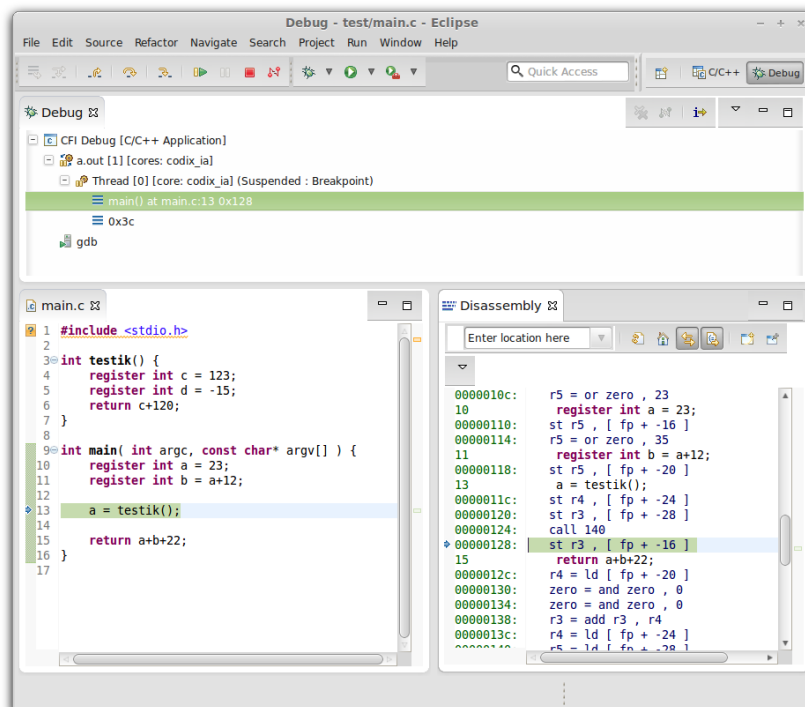 Debug - test/main.c - Eclipse
File Edit Source Refactor Navigate Search Project Run Window Help
Quick Access
C/C++
Debug
Debug
CFI Debug [C/C++ Application]
a.out [1] [cores: codix_ia]
Thread [0] [core: codix_ia] (Suspended : Breakpoint)
main() at main.c:13 0x128
0x3c
gdb
main.c
1 #include <stdio.h>
2
3 int testik() {
4 register int c = 123;
5 register int d = -15;
6 return c+120;
7 }
8
9 int main( int argc, const char* argv[] ) {
10 register int a = 23;
11 register int b = a+12;
12
13 a = testik();
14
15 return a+b+22;
16 }
17
Disassembly
Enter location here
0000010c: r5 = or zero , 23
10 register int a = 23;
00000110: st r5 , [ fp + -16 ]
00000114: r5 = or zero , 35
11 register int b = a+12;
00000118: st r5 , [ fp + -20 ]
13 a = testik();
0000011c: st r4 , [ fp + -24 ]
00000120: st r3 , [ fp + -28 ]
00000124: call 140
00000128: st r3 , [ fp + -16 ]
15 return a+b+22;
0000012c: r4 = ld [ fp + -20 ]
00000130: zero = and zero , 0
00000134: zero = and zero , 0
00000138: r3 = add r3 , r4
0000013c: r4 = ld [ fp + -24 ]
00000140: r5 = ld [ fp + -28 ]